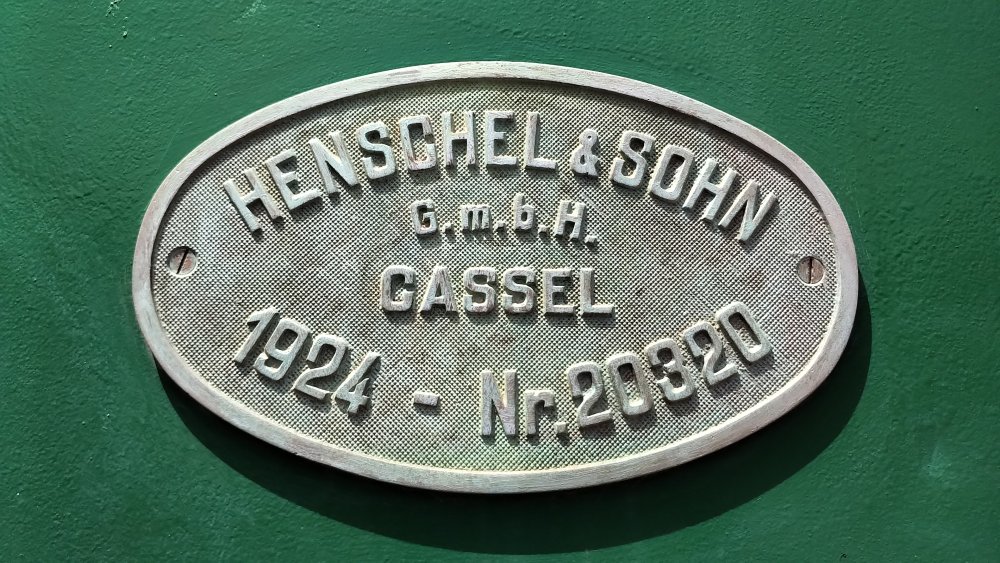 HENSCHEL & SOHN
G.m.b.H.
CASSEL
1924 - Nr. 20320